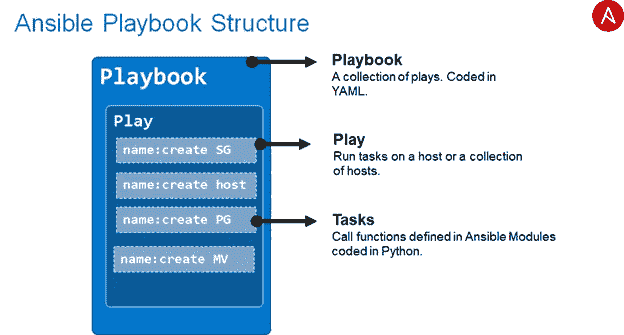 Ansible Playbook Structure
Playbook
Play
name:create SG
name:create host
name:create PG
name:create MV
Playbook
A collection of plays. Coded in
YAML.
Play
Run tasks on a host or a collection
of hosts.
Tasks
Call functions defined in Ansible Modules
coded in Python.